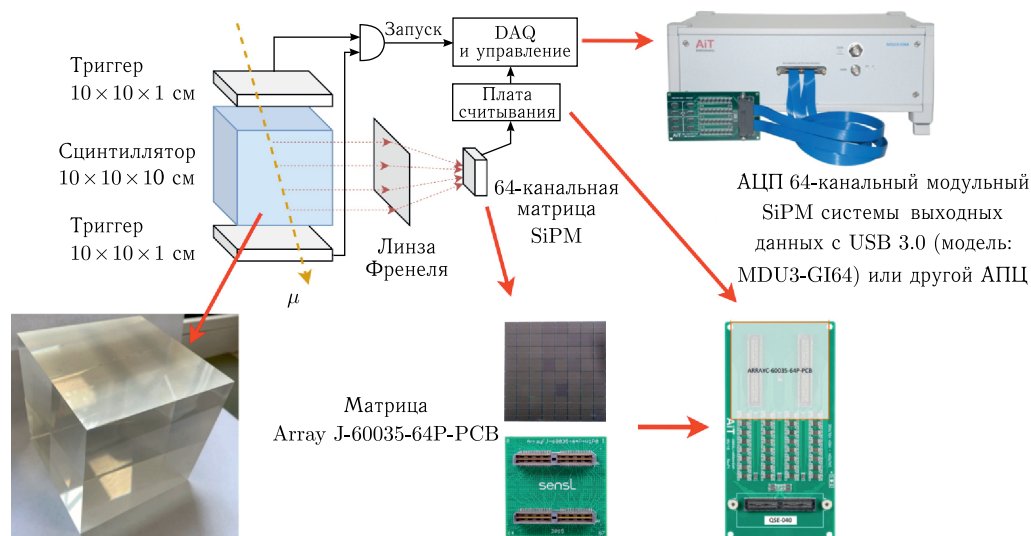 Запуск
DAQ
и управление
Триггер
10×10×1 см
Плата
считывания
Сцинтиллятор
10×10×10 см
Триггер
10×10×1 см
64-канальная
матрица
SiPM
Линза
Френеля
μ
AiT
АЦП 64-канальный модульный
SiPM системы выходных
данных с USB 3.0 (модель:
MDU3-GI64) или другой АПЦ
Матрица
Array J-60035-64P-PCB
sensL
ARRAYC-60035-64P-PCB
AiT
QSE-040